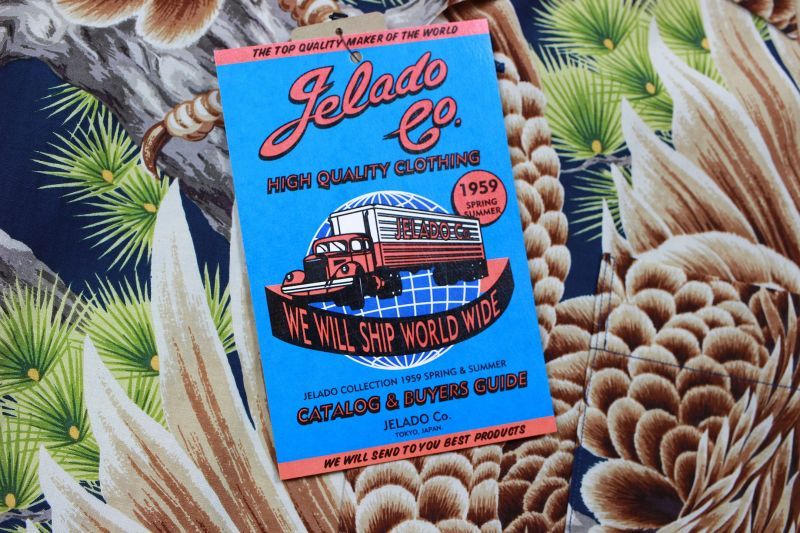 THE TOP QUALITY MAKER OF THE WORLD
Jelado
Co.
HIGH QUALITY CLOTHING
1959
SPRING
SUMMER
JELADO Co.
WE WILL SHIP WORLD WIDE
JELADO COLLECTION 1959 SPRING & SUMMER
CATALOG & BUYERS GUIDE
JELADO Co.
TOKYO, JAPAN.
WE WILL SEND TO YOU BEST PRODUCTS